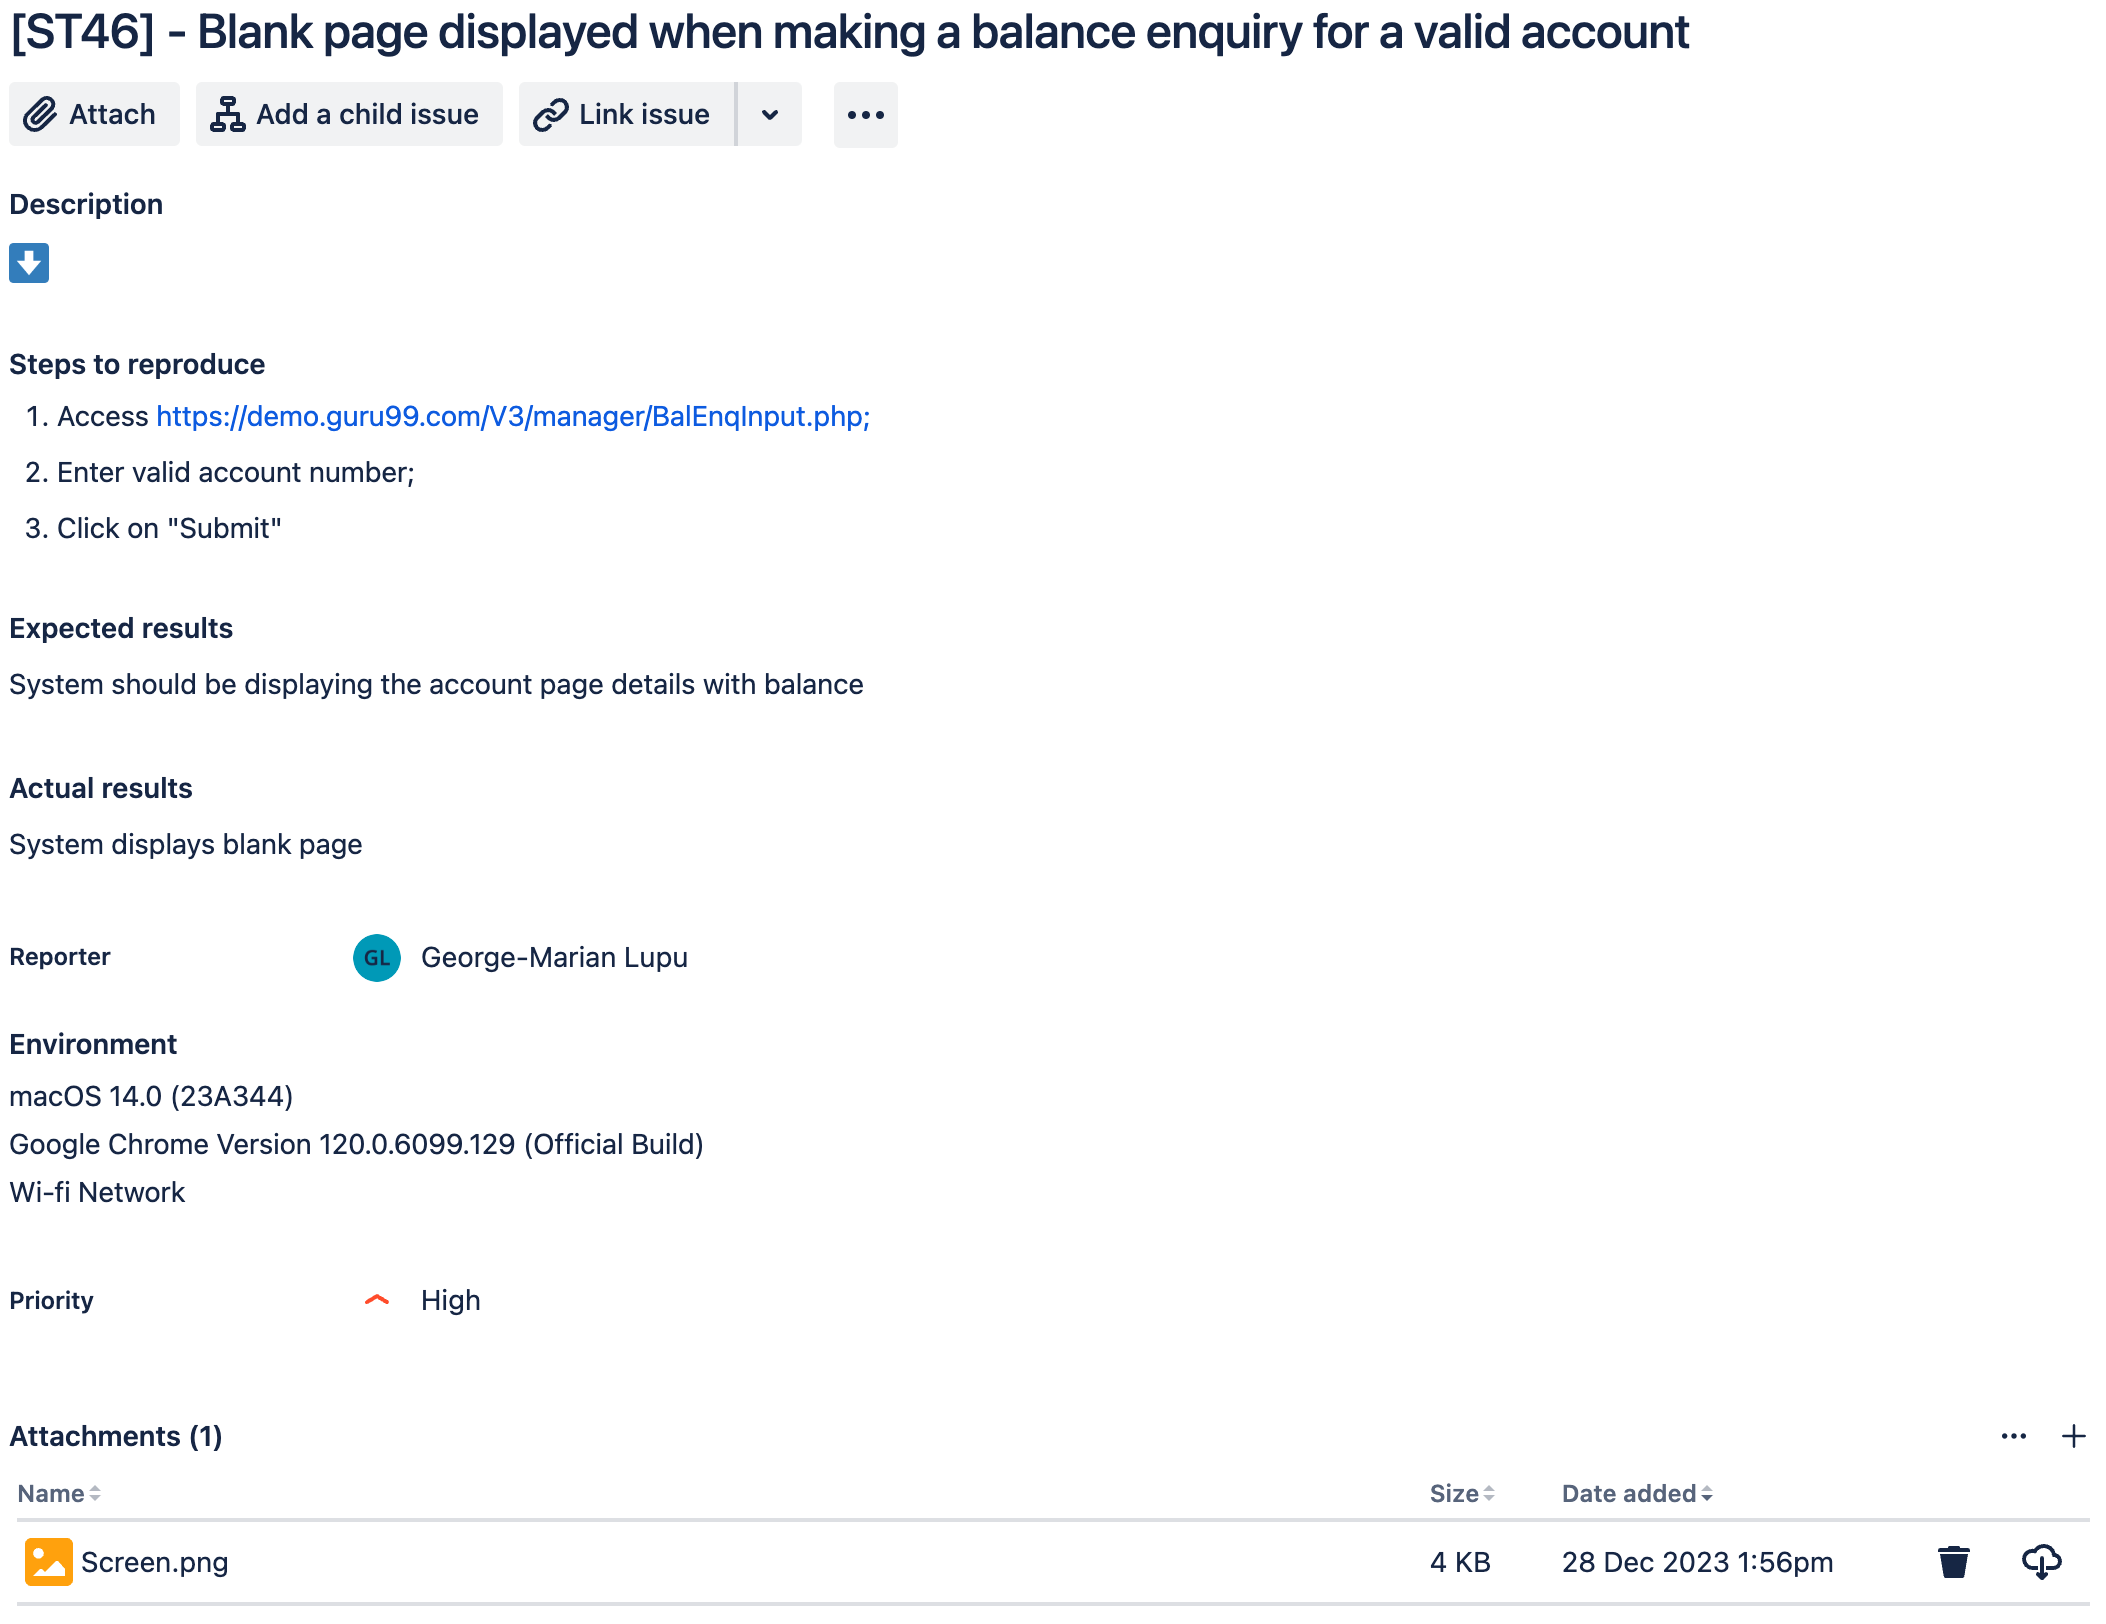 [ST46] - Blank page displayed when making a balance enquiry for a valid account
Attach Add a child issue Link issue
Description
Steps to reproduce
1. Access https://demo.guru99.com/V3/manager/BalEnqInput.php;
2. Enter valid account number;
3. Click on "Submit"
Expected results
System should be displaying the account page details with balance
Actual results
System displays blank page
Reporter GL George-Marian Lupu
Environment
macOS 14.0 (23A344)
Google Chrome Version 120.0.6099.129 (Official Build)
Wi-fi Network
Priority High
Attachments (1)
Name Size Date added
Screen.png 4 KB 28 Dec 2023 1:56pm